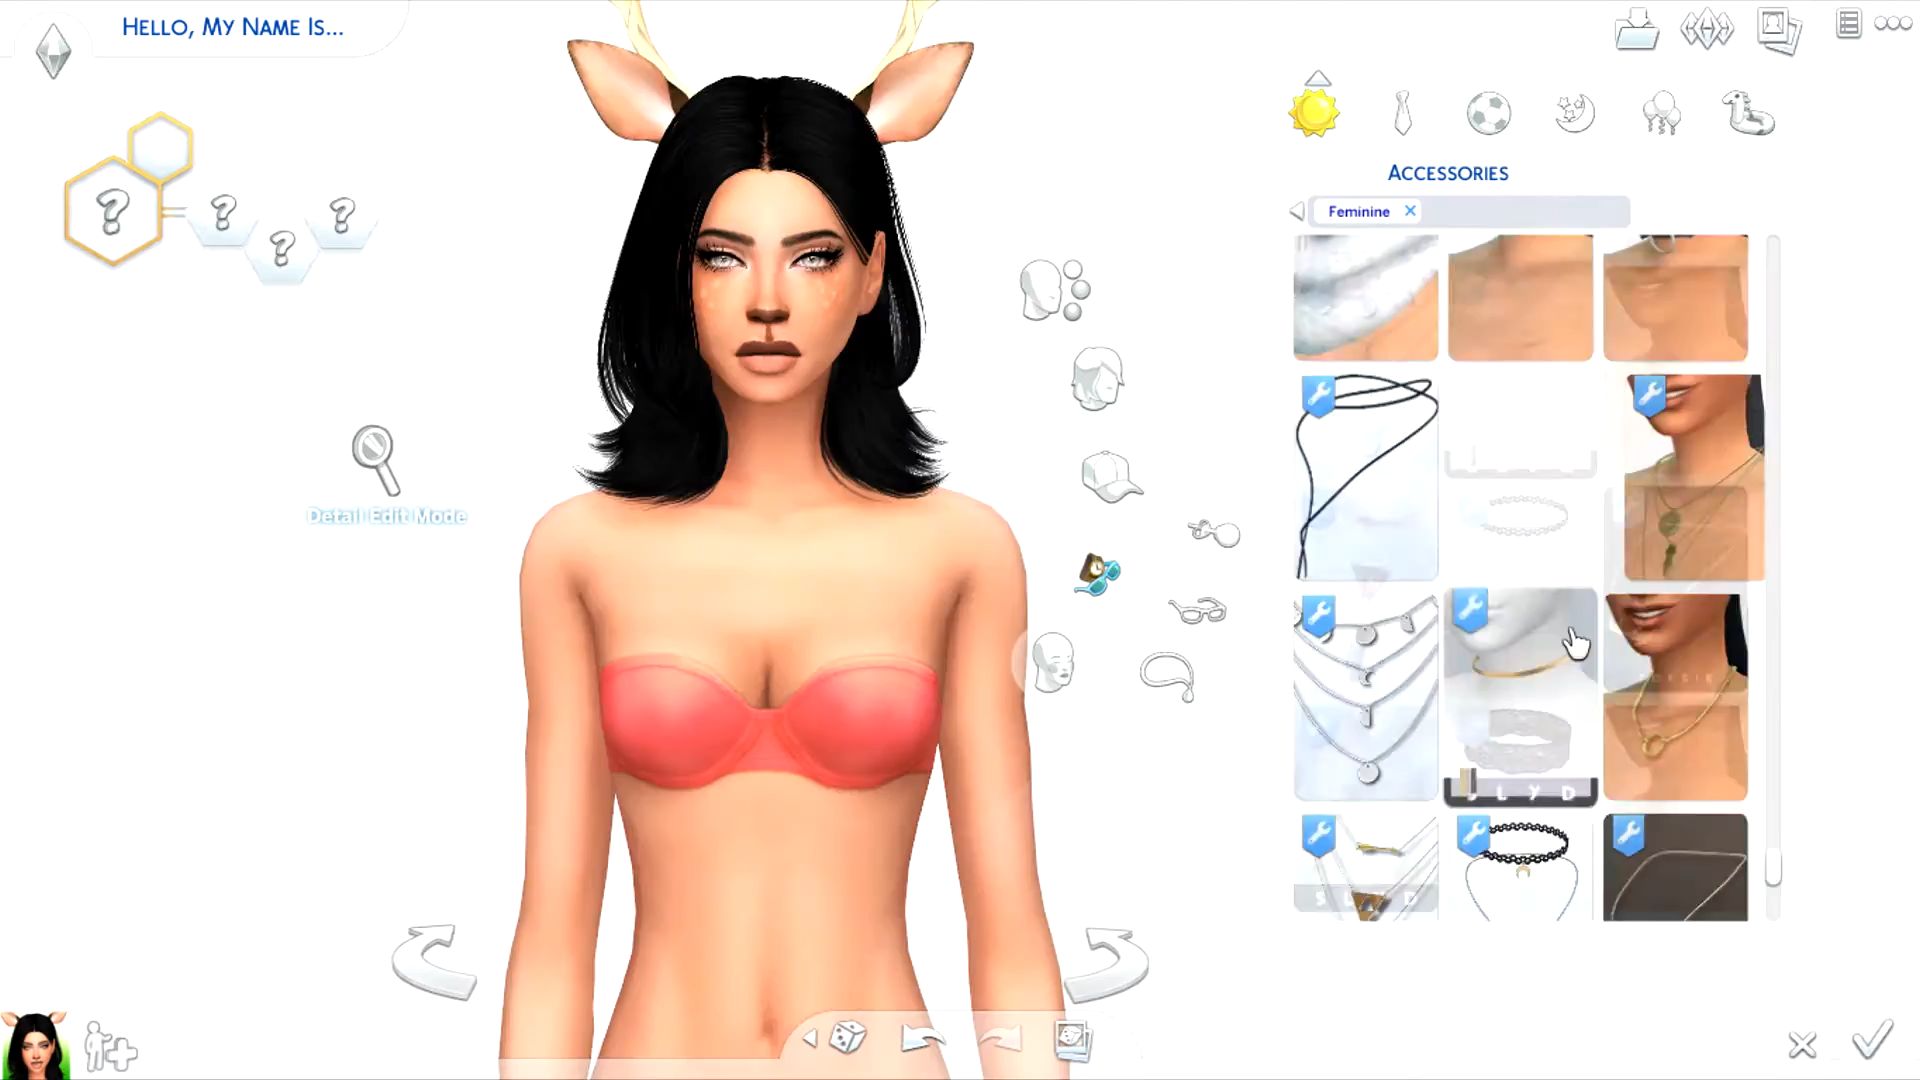 Hello, My Name Is...
Accessories
Feminine ×
Detail Edit Mode
S L Y D